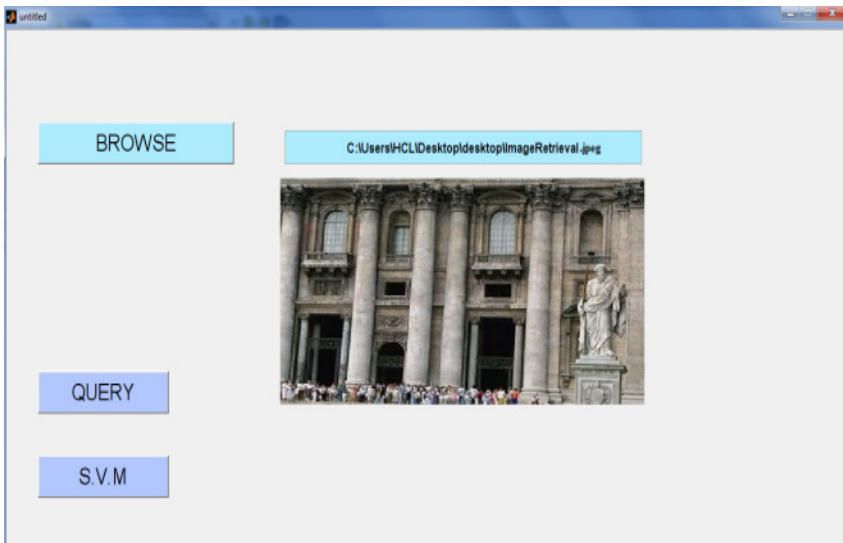 untitled
BROWSE
C:\Users\HCL\Desktop\desktop\ImageRetrieval.jpeg
QUERY
S.V.M